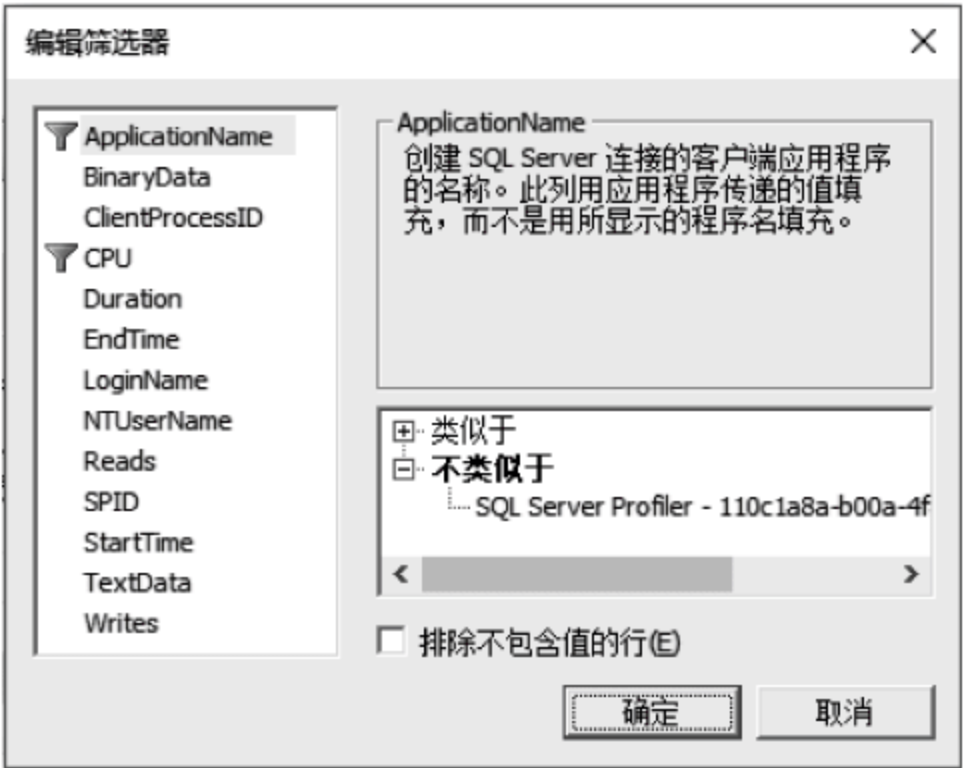 编辑筛选器
ApplicationName
BinaryData
ClientProcessID
CPU
Duration
EndTime
LoginName
NTUserName
Reads
SPID
StartTime
TextData
Writes
ApplicationName
创建 SQL Server 连接的客户端应用程序
的名称。此列用应用程序传递的值填
充，而不是用所显示的程序名填充。
类似于
不类似于
SQL Server Profiler - 110c1a8a-b00a-4f
排除不包含值的行(E)
确定
取消